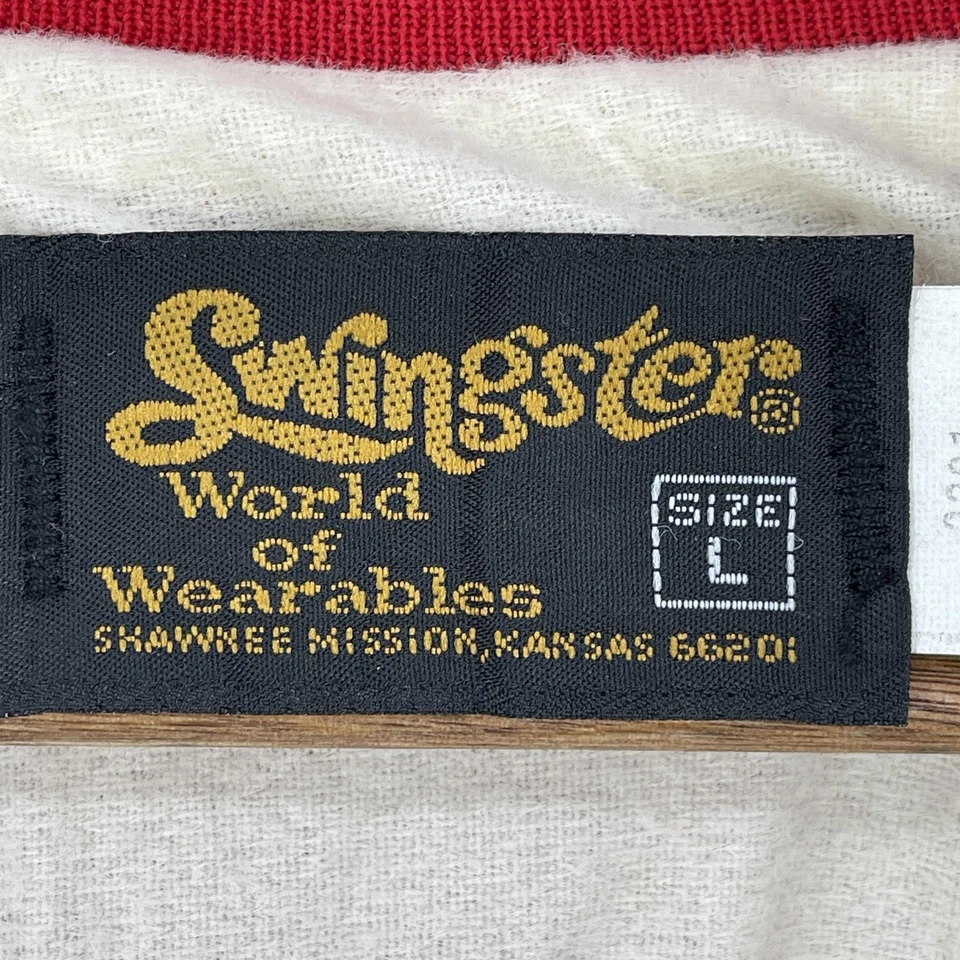 Swingster®
World
of
Wearables
SHAWNEE MISSION, KANSAS 66201
SIZE
L